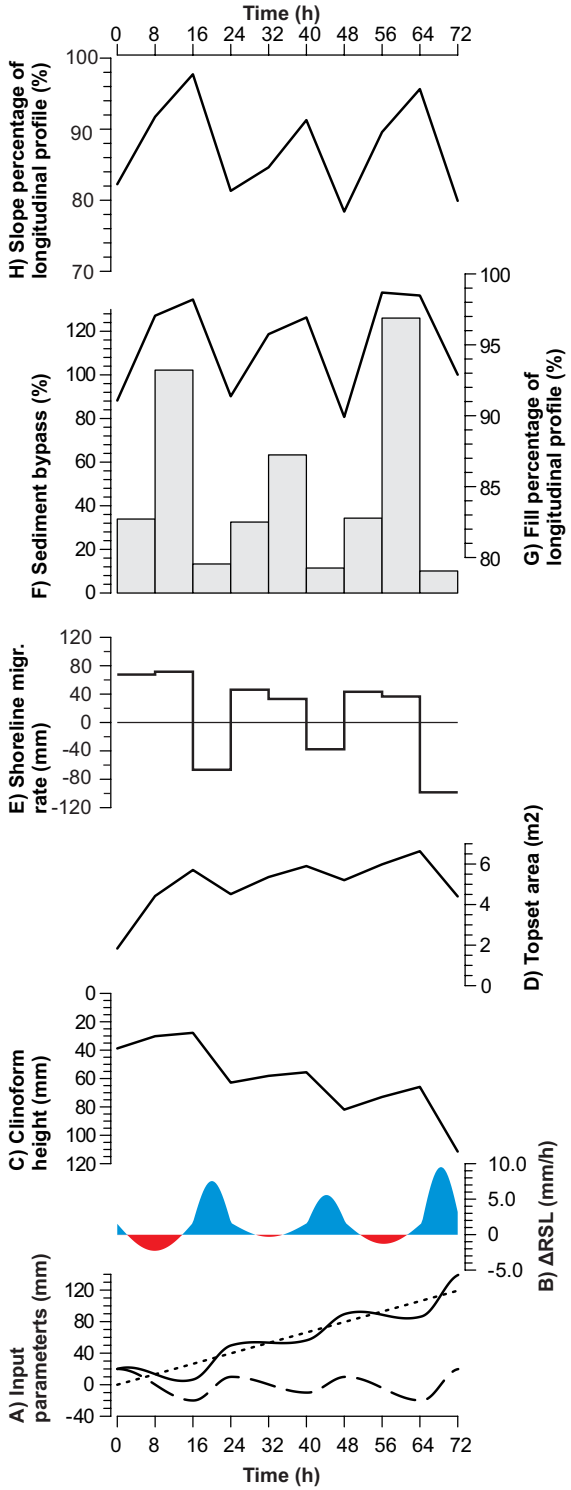 Time (h)
0 8 16 24 32 40 48 56 64 72
H) Slope percentage of
longitudinal profile (%)
100
90
80
70
F) Sediment bypass (%)
120
100
80
60
40
20
0
G) Fill percentage of
longitudinal profile (%)
100
95
90
85
80
E) Shoreline migr.
rate (mm)
120
80
40
0
-40
-80
-120
D) Topset area (m2)
6
4
2
0
C) Clinoform
height (mm)
0
20
40
60
80
100
120
B) ΔRSL (mm/h)
10.0
5.0
0
-5.0
A) Input
parameterts (mm)
120
80
40
0
-40
0 8 16 24 32 40 48 56 64 72
Time (h)